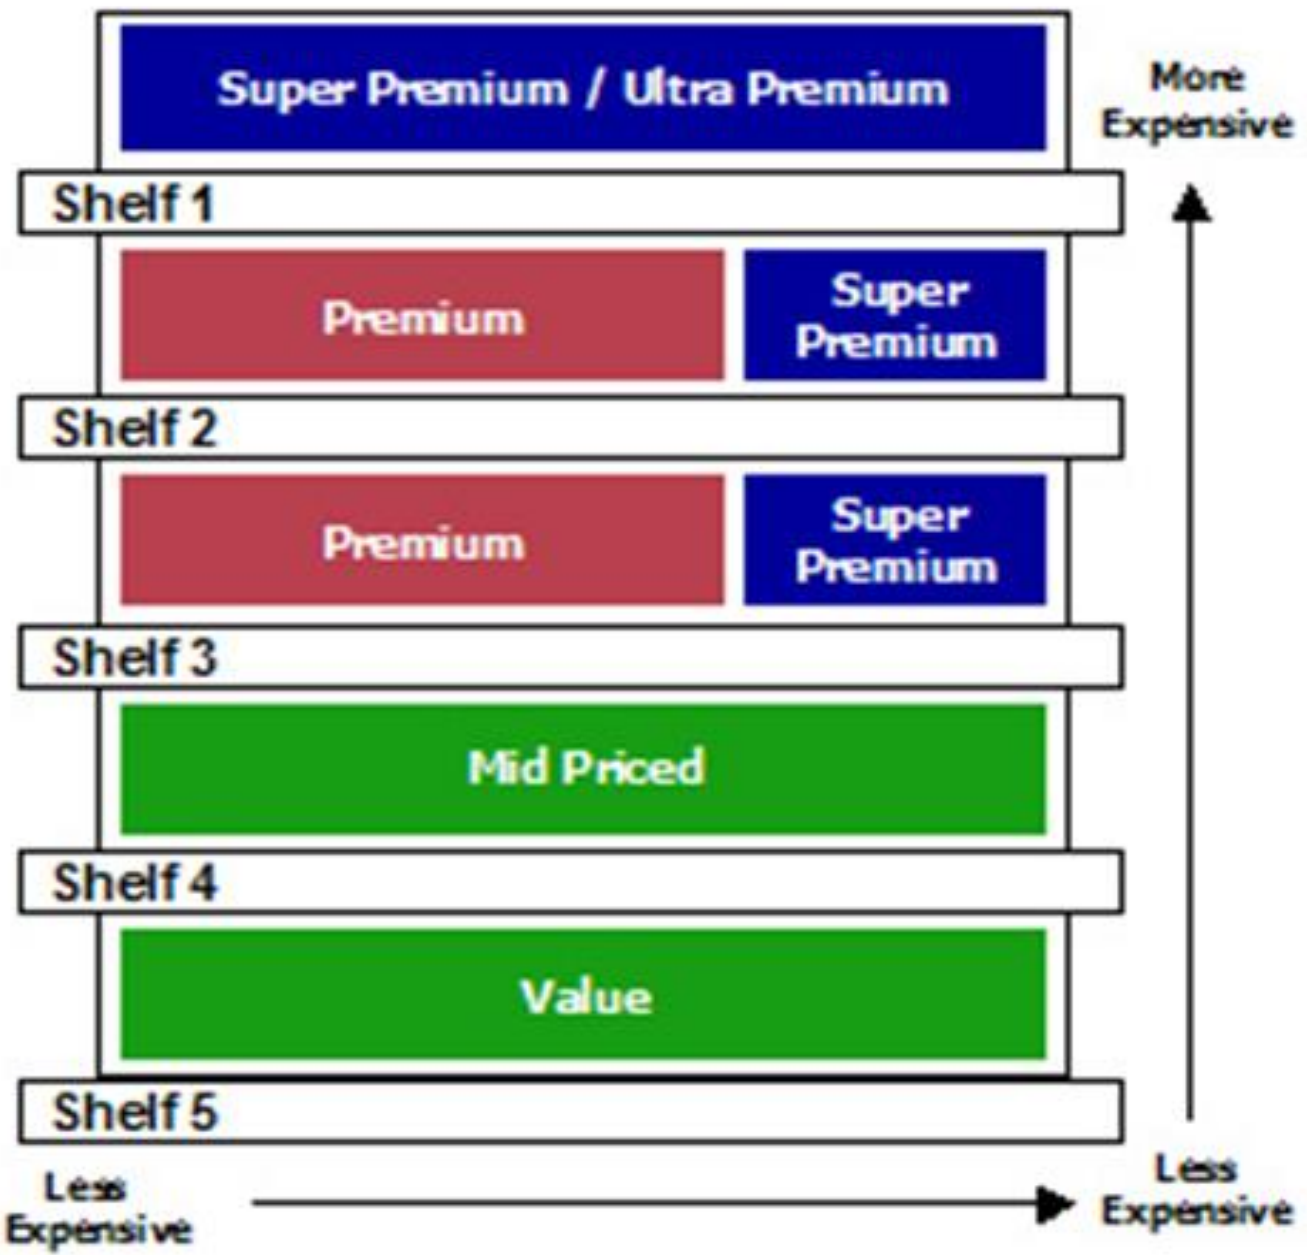 Super Premium / Ultra Premium
More
Expensive
Shelf 1
Premium
Super
Premium
Shelf 2
Premium
Super
Premium
Shelf 3
Mid Priced
Shelf 4
Value
Shelf 5
Less
Expensive
Less
Expensive